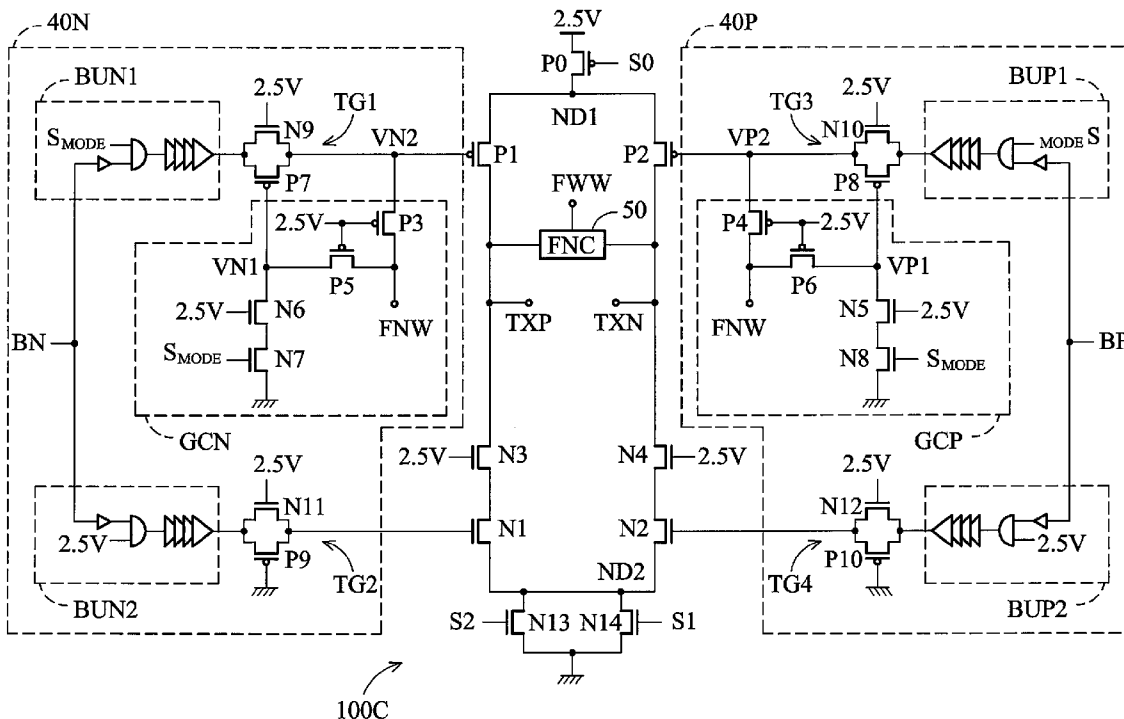 40N
2.5V
40P
BUN1
P0
S0
BUP1
2.5V
TG1
ND1
TG3
2.5V
SMODE
N9
VN2
P1
P2
VP2
N10
MODE S
P7
FWW
50
P8
2.5V
P3
FNC
P4
2.5V
VN1
P5
P6
VP1
2.5V
N6
FNW
TXP
TXN
FNW
N5
2.5V
BN
SMODE
N7
N8
SMODE
BP
GCN
2.5V
N3
N4
2.5V
GCP
2.5V
2.5V
N11
N1
N2
N12
2.5V
P9
TG2
ND2
TG4
P10
2.5V
BUN2
S2
N13
N14
S1
BUP2
100C